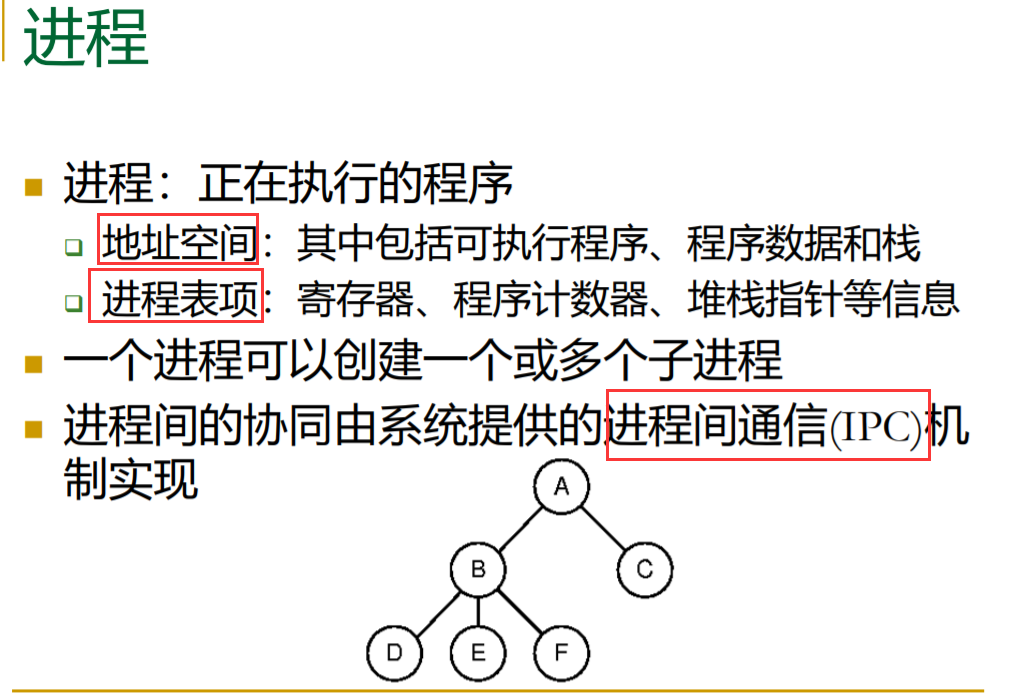 进程
进程：正在执行的程序
地址空间：其中包括可执行程序、程序数据和栈
进程表项：寄存器、程序计数器、堆栈指针等信息
一个进程可以创建一个或多个子进程
进程间的协同由系统提供的进程间通信(IPC)机
制实现
A
B
C
D
E
F